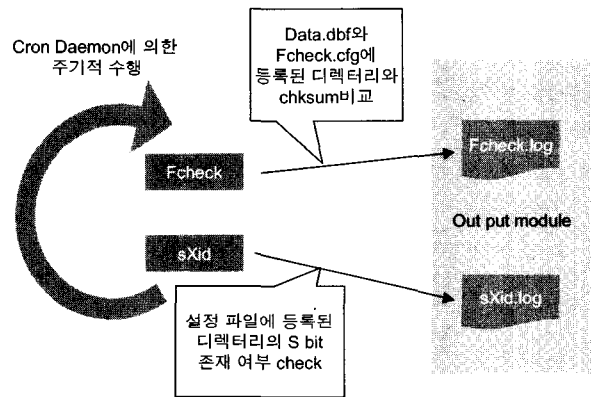 Cron Daemon에 의한
주기적 수행
Data.dbf와
Fcheck.cfg에
등록된 디렉터리와
chksum비교
Fcheck
Fcheck.log
Out put module
sXid
sXid.log
설정 파일에 등록된
디렉터리의 S bit
존재 여부 check